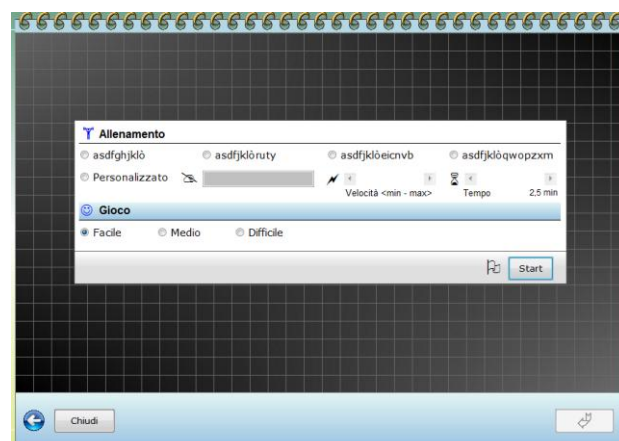 Allenamento
asdfghjklò asdfjklòruty asdfjklòeicnvb asdfjklòqwopzxm
Personalizzato
Velocità <min - max> Tempo 2,5 min
Gioco
Facile Medio Difficile
Start
Chiudi